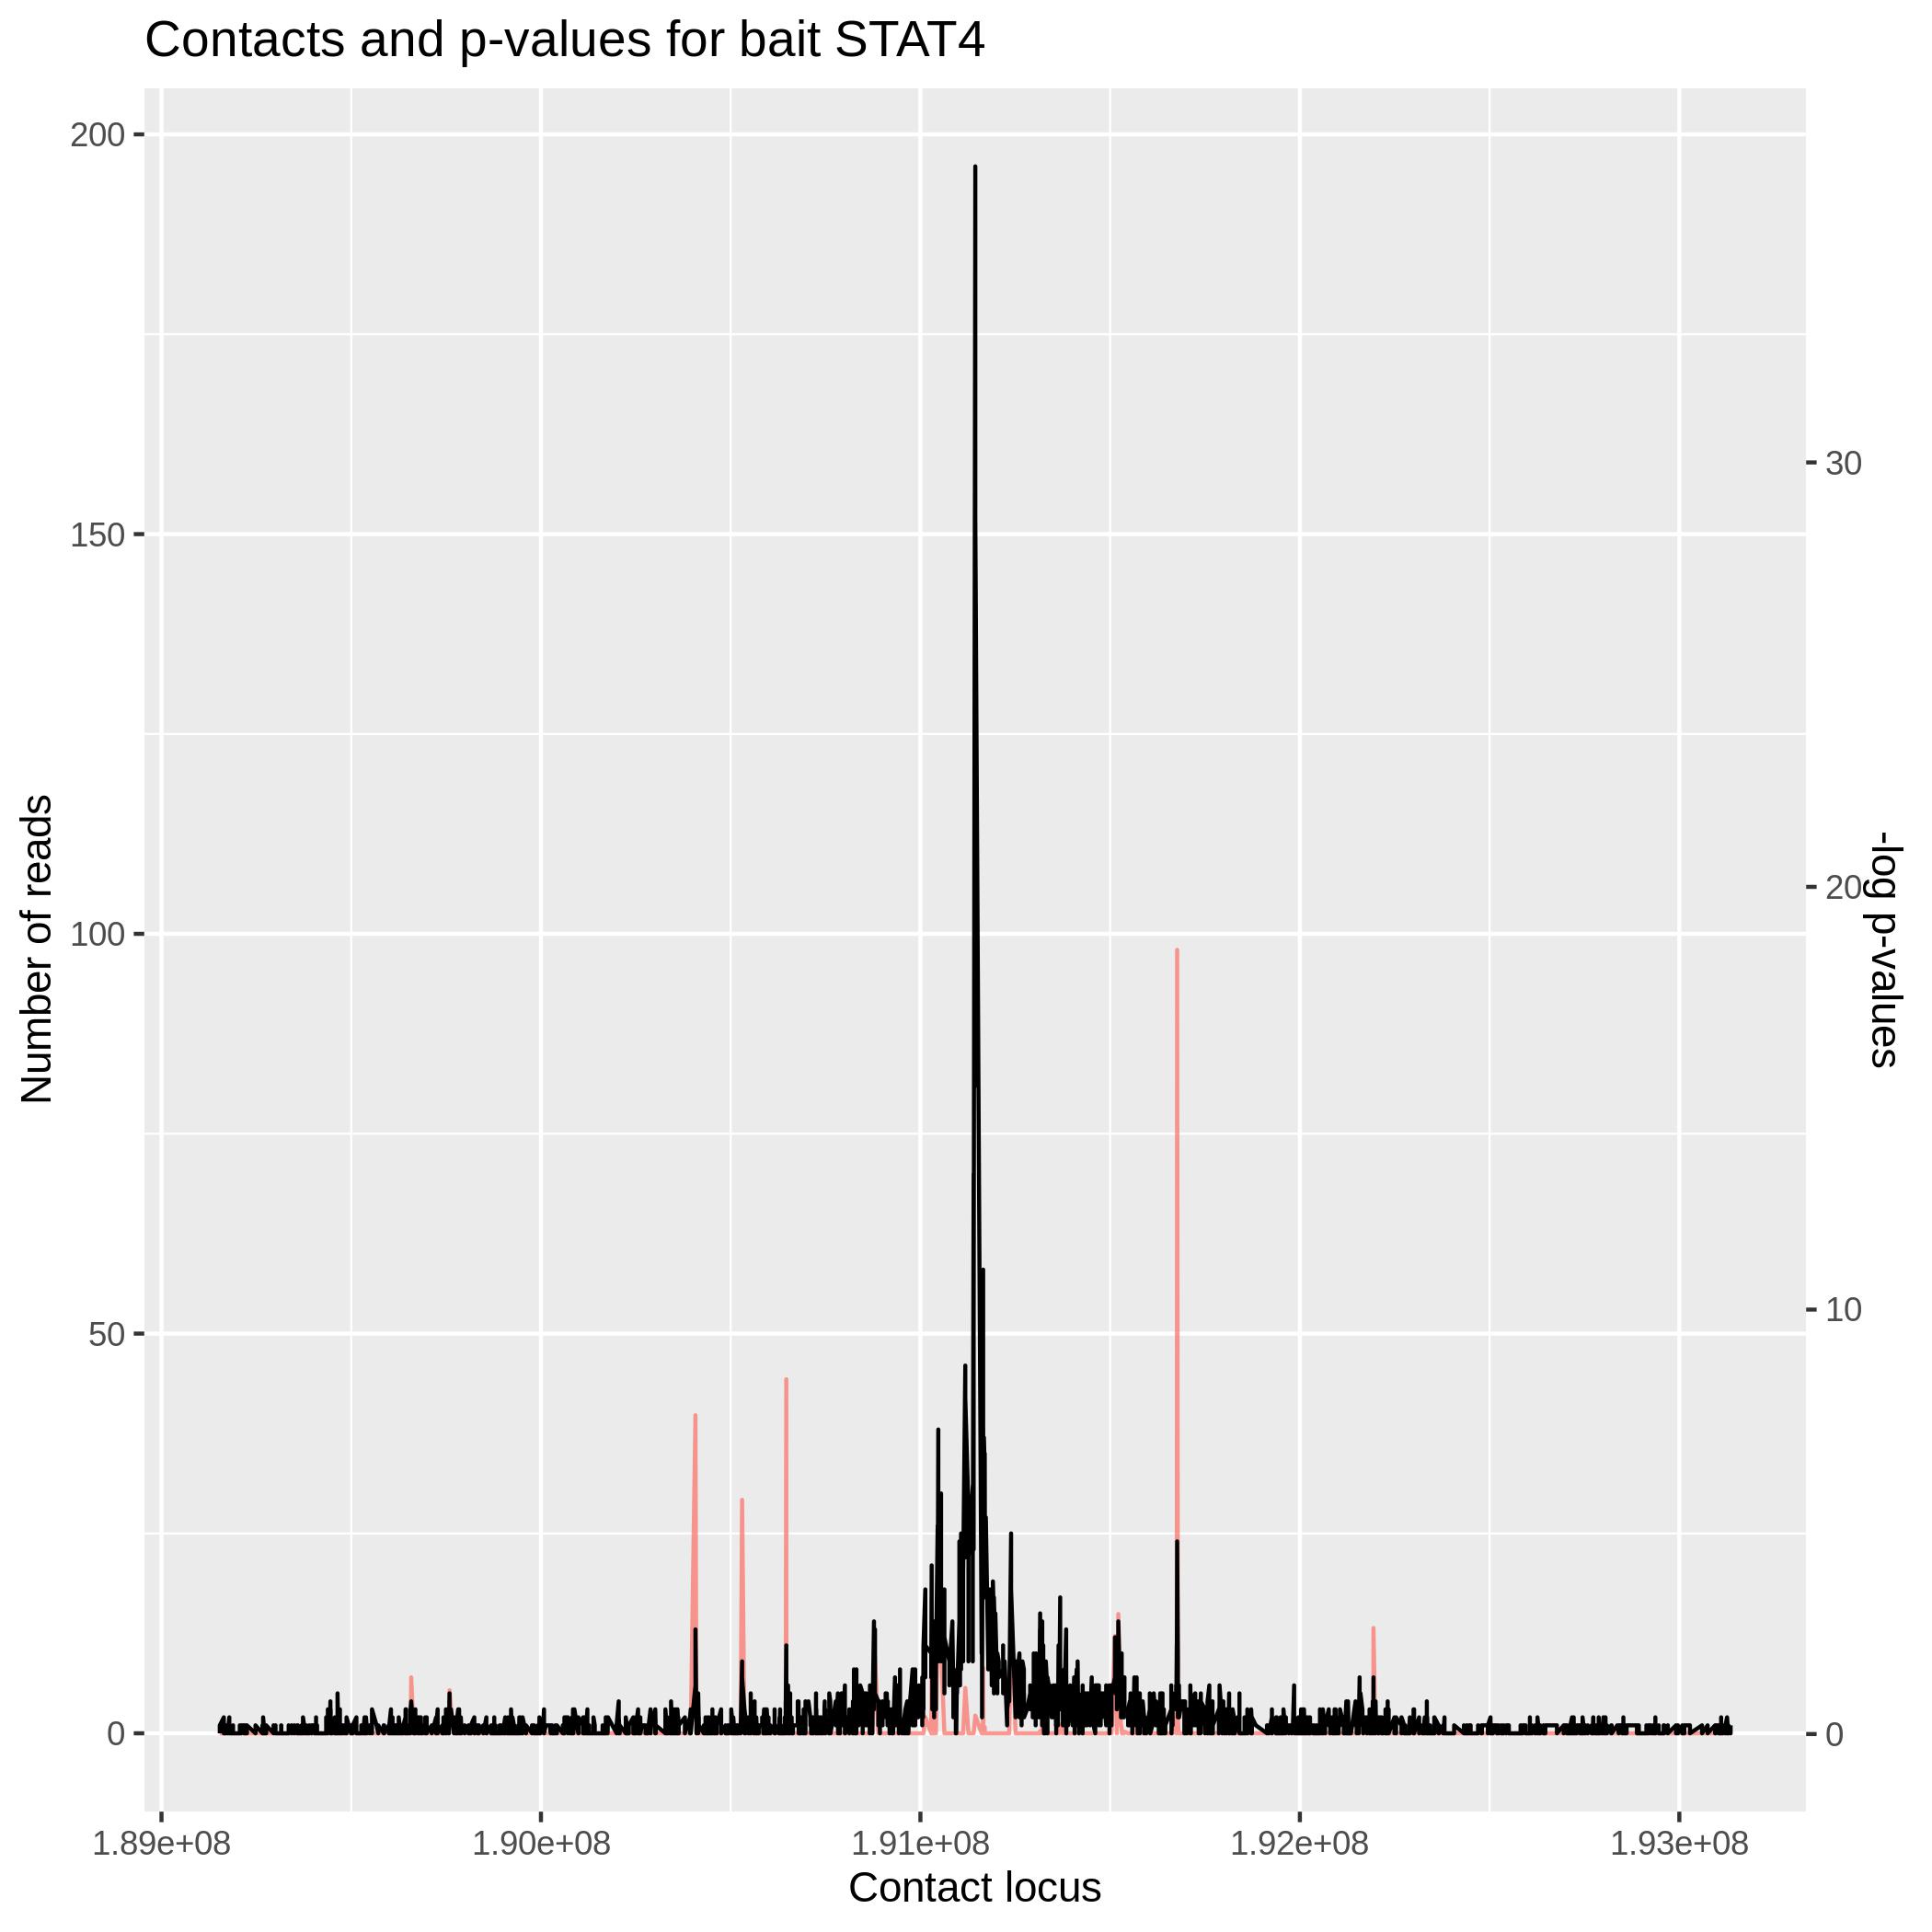 Contacts and p-values for bait STAT4
200
150
100
50
0
Number of reads
30
20
10
0
-log p-values
1.89e+08
1.90e+08
1.91e+08
1.92e+08
1.93e+08
Contact locus